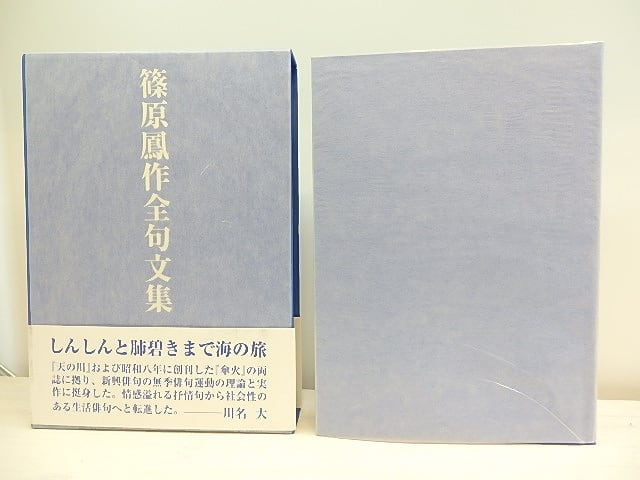 篠原鳳作全句文集
しんしんと肺碧きまで海の旅
『天の川』および昭和八年に創刊した『傘火』の両
誌に拠り、新興俳句の無季俳句運動の理論と実
作に挺身した。情感溢れる抒情句から社会性の
ある生活俳句へと転進した。───川名 大